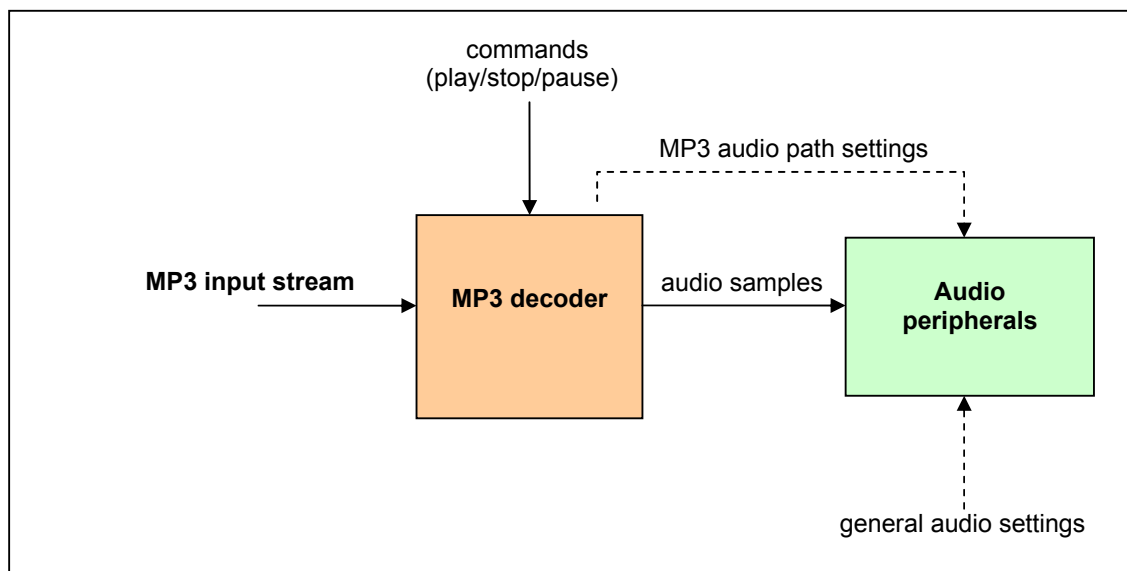 commands
(play/stop/pause)
MP3 audio path settings
MP3 input stream
MP3 decoder
audio samples
Audio
peripherals
general audio settings